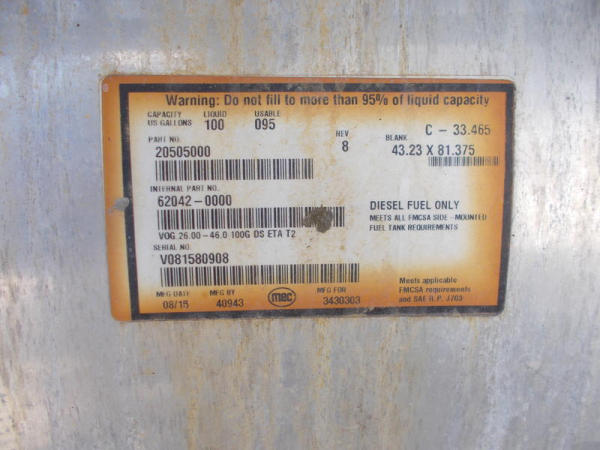 Warning: Do not fill to more than 95% of liquid capacity
CAPACITY LIQUID USABLE
US GALLONS 100 095
PART NO.
20505000
REV
8
BLANK
C - 33.465
43.23 X 81.375
INTERNAL PART NO.
62042-0000
VOG 26.00-46.0 100G DS ETA T2
DIESEL FUEL ONLY
MEETS ALL FMCSA SIDE-MOUNTED
FUEL TANK REQUIREMENTS
SERIAL NO.
V081580908
MFG DATE MFG BY MFG FOR
08/15 40943 mec 3430303
Meets applicable
FMCSA requirements
and SAE R.P. J703